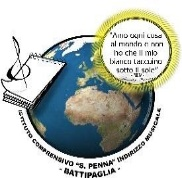 "Amo ogni cosa
al mondo e non
ho che il mio
bianco taccuino
sotto il sole"
ISTITUTO COMPRENSIVO "S. PENNA" INDIRIZZO MUSICALE
- BATTIPAGLIA -